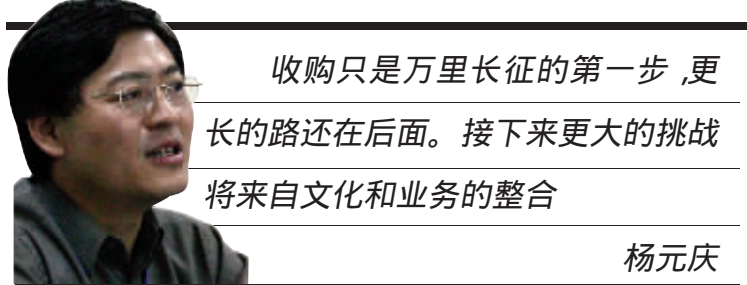 收购只是万里长征的第一步,更
长的路还在后面。接下来更大的挑战
将来自文化和业务的整合
杨元庆